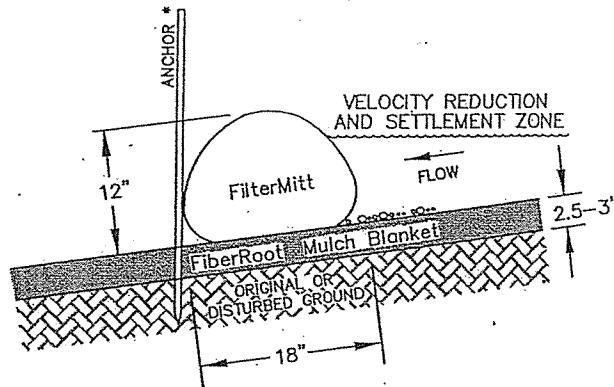 ANCHOR *
VELOCITY REDUCTION
AND SETTLEMENT ZONE
12"
FilterMitt
FLOW
2.5-3'
FiberRoot Mulch Blanket
ORIGINAL OR
DISTURBED GROUND
18"